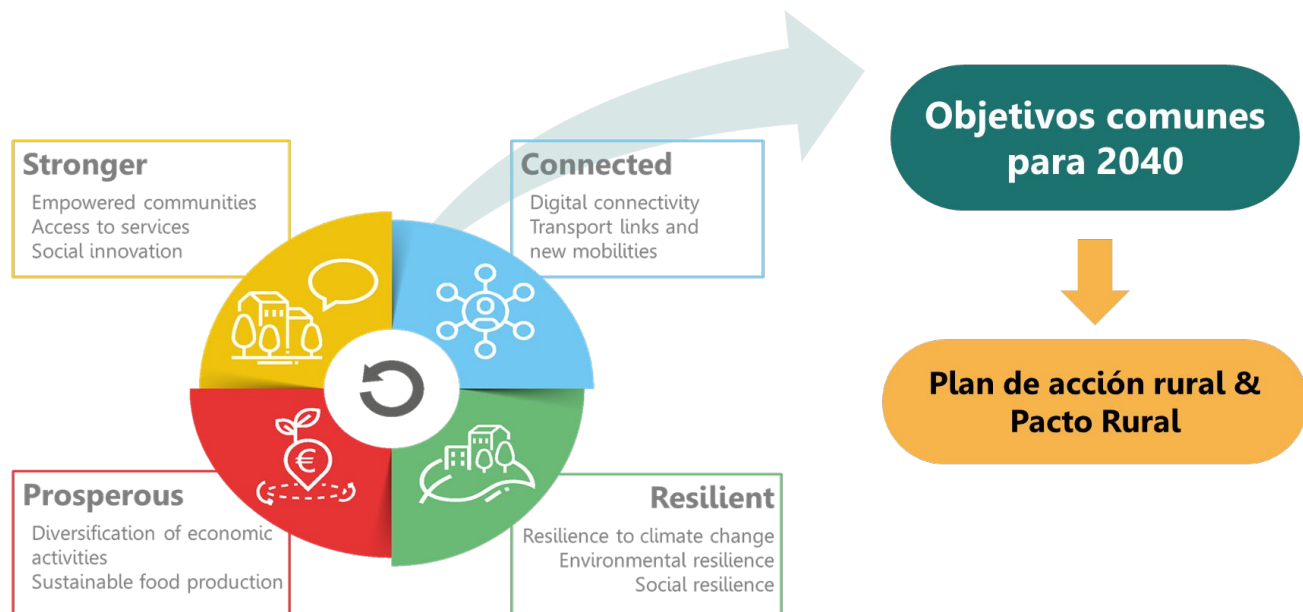 Stronger
Empowered communities
Access to services
Social innovation
Connected
Digital connectivity
Transport links and
new mobilities
Prosperous
Diversification of economic
activities
Sustainable food production
Resilient
Resilience to climate change
Environmental resilience
Social resilience
€
Objetivos comunes
para 2040
Plan de acción rural &
Pacto Rural